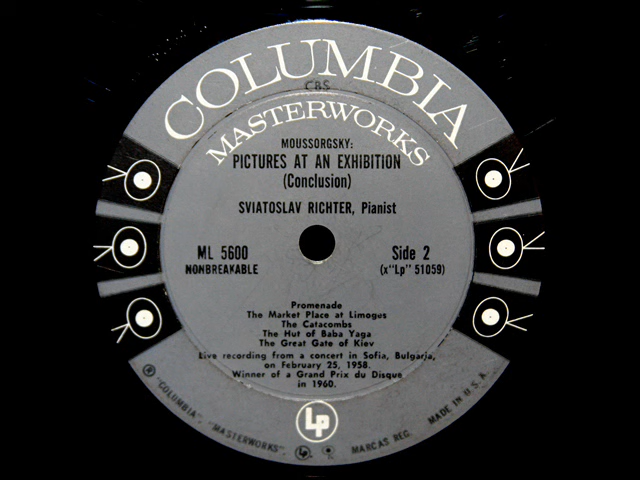 COLUMBIA
CBS
MASTERWORKS
MOUSSORGSKY:
PICTURES AT AN EXHIBITION
(Conclusion)
SVIATOSLAV RICHTER, Pianist
ML 5600
NONBREAKABLE
Side 2
(x"Lp" 51059)
Promenade
The Market Place at Limoges
The Catacombs
The Hut of Baba Yaga
The Great Gate of Kiev
Live recording from a concert in Sofia, Bulgaria,
on February 25, 1958.
Winner of a Grand Prix du Disque
in 1960.
Lp
® "COLUMBIA", "MASTERWORKS", Lp MARCAS REG. MADE IN U.S.A.